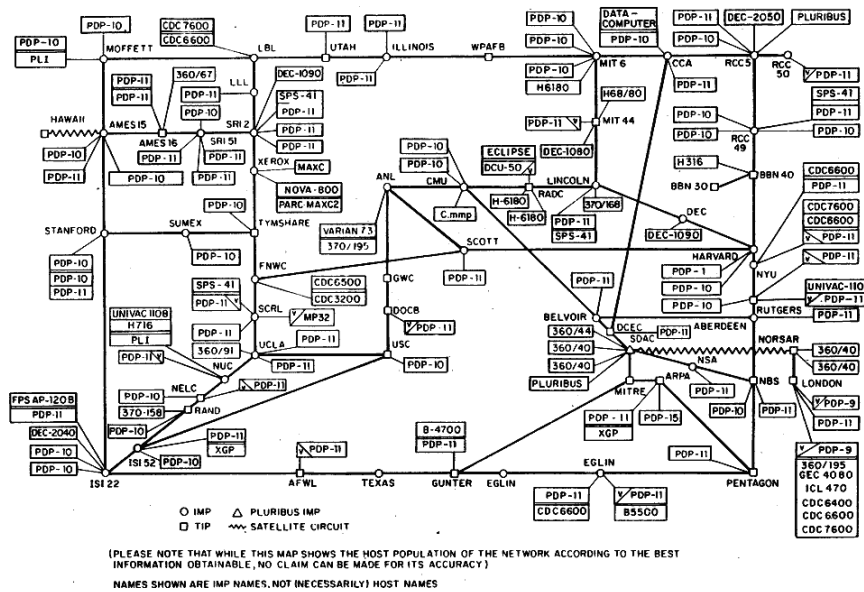 PDP-10
PLI
PDP-10
MOFFETT
CDC7600
CDC6600
LBL
PDP-11
UTAH
PDP-11
ILLINOIS
PDP-11
WPAFB
PDP-10
PDP-10
PDP-10
H6180
MIT 6
DATA-
COMPUTER
PDP-10
CCA
PDP-11
PDP-11
PDP-10
DEC-2050
PLURIBUS
RCC 5
RCC
50
PDP-11
LLL
PDP-11
PDP-11
PDP-11
360/67
PDP-10
DEC-1090
SPS-41
PDP-11
PDP-11
PDP-11
SRI 2
HAWAII
AMES 15
AMES 16
SRI 51
PDP-11
PDP-11
PDP-11
PDP-10
PDP-11
PDP-10
H68/80
PDP-11
MIT 44
DEC-1080
PDP-10
PDP-10
SPS-41
PDP-11
PDP-10
RCC
49
XEROX
MAXC
NOVA-800
PARC-MAXC2
ANL
PDP-10
PDP-10
CMU
C.mmp
ECLIPSE
DCU-50
H-6180
RADC
H-6180
LINCOLN
370/168
PDP-11
SPS-41
H316
BBN 40
BBN 30
DEC
DEC-1090
CDC6600
PDP-11
CDC7600
CDC6600
PDP-11
PDP-11
STANFORD
SUMEX
PDP-10
PDP-10
TYMSHARE
PDP-10
PDP-10
PDP-11
VARIAN 73
370/195
SCOTT
PDP-11
HARVARD
PDP-1
PDP-10
PDP-10
NYU
FNWC
CDC6500
CDC3200
GWC
PDP-11
UNIVAC-110
PDP-11
RUTGERS
SPS-41
PDP-11
SCRL
MP32
PDP-11
DOCB
PDP-11
BELVOIR
DCEC
PDP-11
ABERDEEN
PDP-11
UNIVAC 1108
H716
PLI
PDP-11
360/91
UCLA
PDP-11
PDP-11
USC
PDP-10
360/44
360/40
360/40
PLURIBUS
SDAC
NSA
PDP-11
NORSAR
360/40
360/40
NUC
NELC
PDP-10
PDP-11
370-158
RAND
PDP-10
MITRE
ARPA
PDP-11
XGP
PDP-15
NBS
PDP-10
PDP-11
LONDON
PDP-9
PDP-11
FPS AP-120B
PDP-11
DEC-2040
PDP-10
PDP-10
ISI 22
ISI 52
PDP-11
XGP
PDP-10
PDP-11
AFWL
TEXAS
B-4700
PDP-11
GUNTER
EGLIN
EGLIN
PDP-11
CDC6600
PDP-11
B5500
PENTAGON
PDP-9
360/195
GEC 4080
ICL 470
CDC6400
CDC6600
CDC7600
IMP
PLURIBUS IMP
TIP
SATELLITE CIRCUIT
(PLEASE NOTE THAT WHILE THIS MAP SHOWS THE HOST POPULATION OF THE NETWORK ACCORDING TO THE BEST
INFORMATION OBTAINABLE, NO CLAIM CAN BE MADE FOR ITS ACCURACY)
NAMES SHOWN ARE IMP NAMES, NOT (NECESSARILY) HOST NAMES